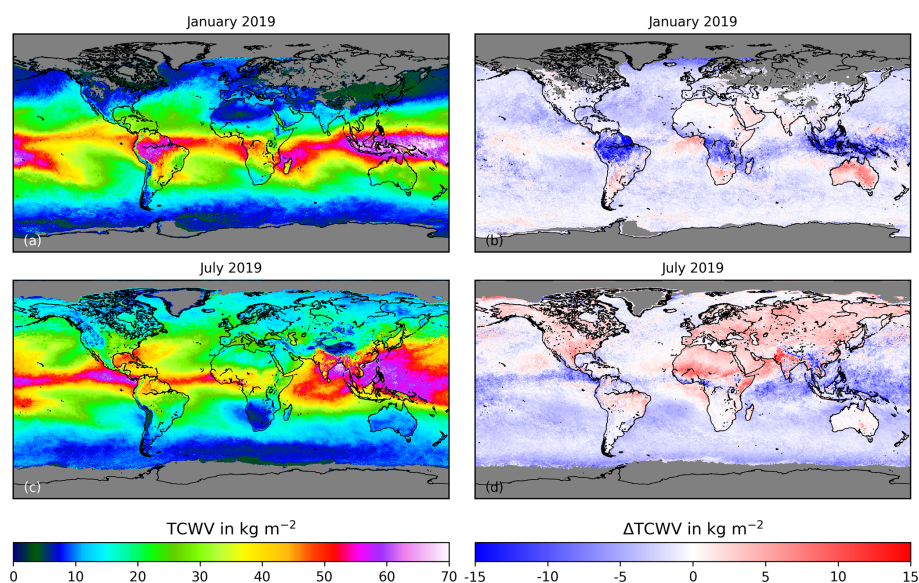 January 2019
January 2019
(a)
(b)
July 2019
July 2019
(c)
(d)
TCWV in kg m⁻²
ΔTCWV in kg m⁻²
0 10 20 30 40 50 60 70
-15 -10 -5 0 5 10 15